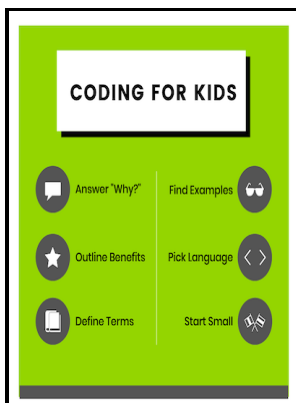 CODING FOR KIDS
Answer "Why?"
Outline Benefits
Define Terms
Find Examples
Pick Language
Start Small